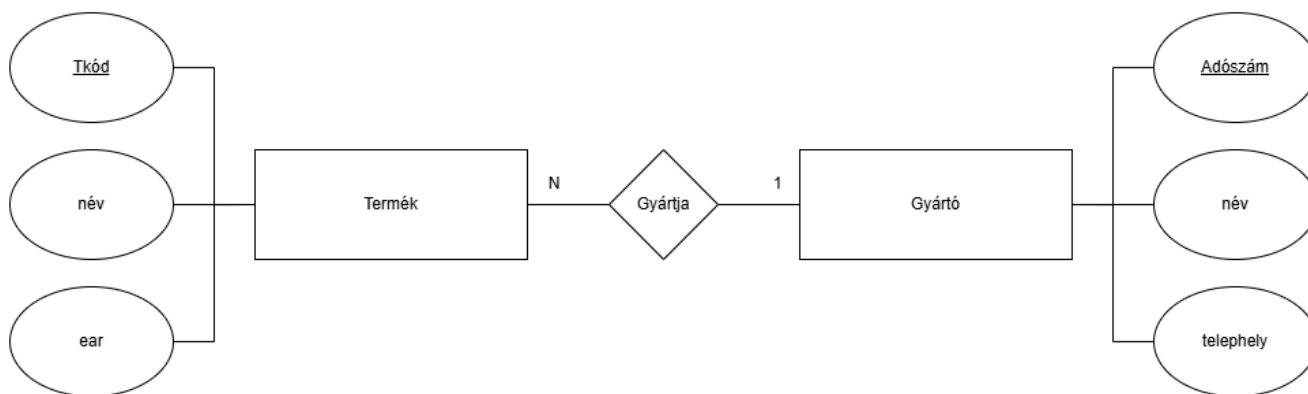 Tkód
Adószám
név
Termék
N
Gyártja
1
Gyártó
név
ear
telephely